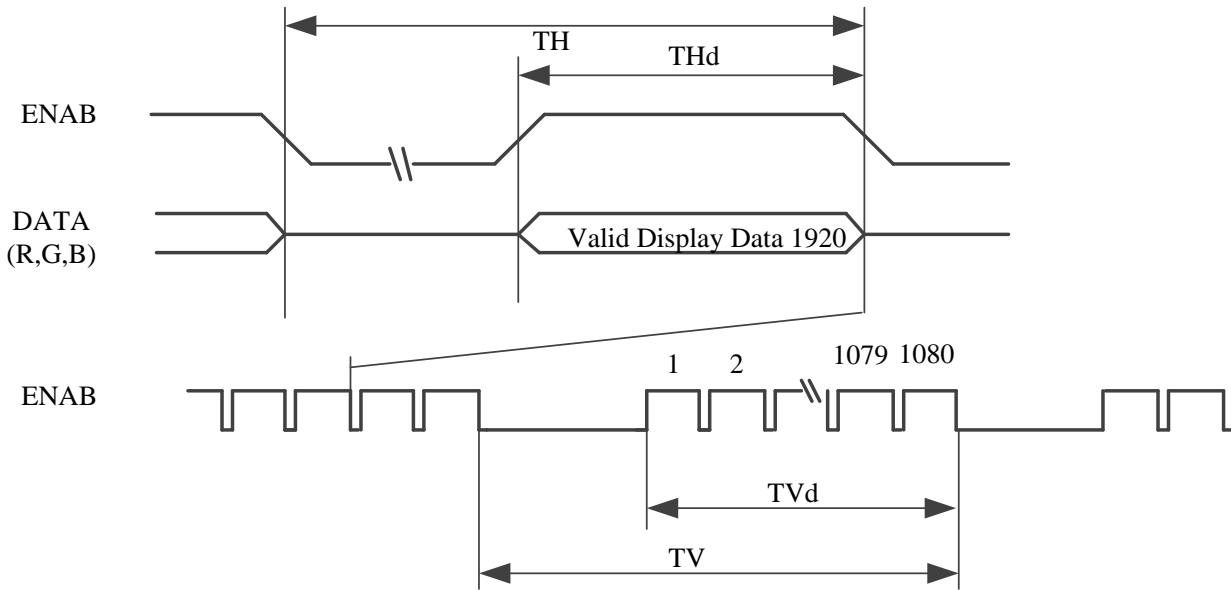 TH
THd
ENAB
DATA
(R,G,B)
Valid Display Data 1920
1 2 1079 1080
ENAB
TVd
TV